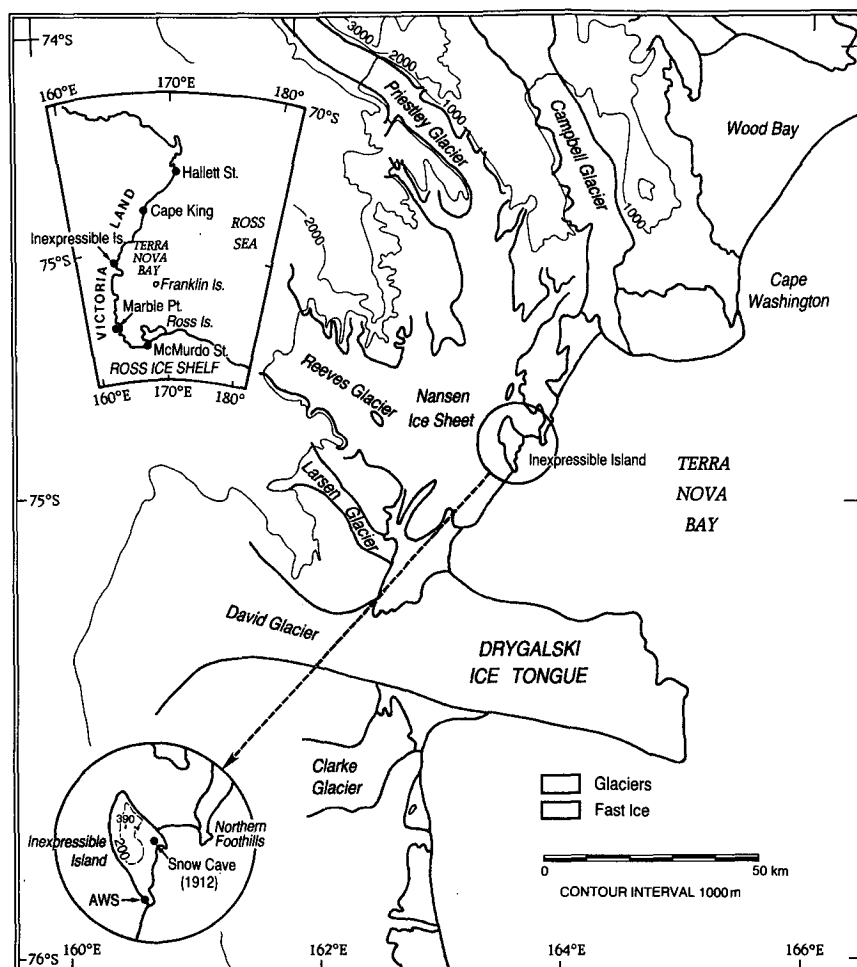 74°S
160°E
170°E
180°
70°S
Hallett St.
Cape King
VICTORIA LAND
ROSS
SEA
Inexpressible Is.
TERRA
NOVA
BAY
75°S
Franklin Is.
Marble Pt.
Ross Is.
McMurdo St.
ROSS ICE SHELF
160°E
170°E
180°
3000
2000
1000
Priestley Glacier
Campbell Glacier
Wood Bay
1000
2000
Cape
Washington
Reeves Glacier
Nansen
Ice Sheet
Inexpressible Island
TERRA
NOVA
BAY
75°S
Larsen Glacier
David Glacier
DRYGALSKI
ICE TONGUE
Clarke
Glacier
Glaciers
Fast Ice
0
50 km
CONTOUR INTERVAL 1000m
390
200
Northern
Foothills
Inexpressible
Island
Snow Cave
(1912)
AWS
76°S
160°E
162°E
164°E
166°E